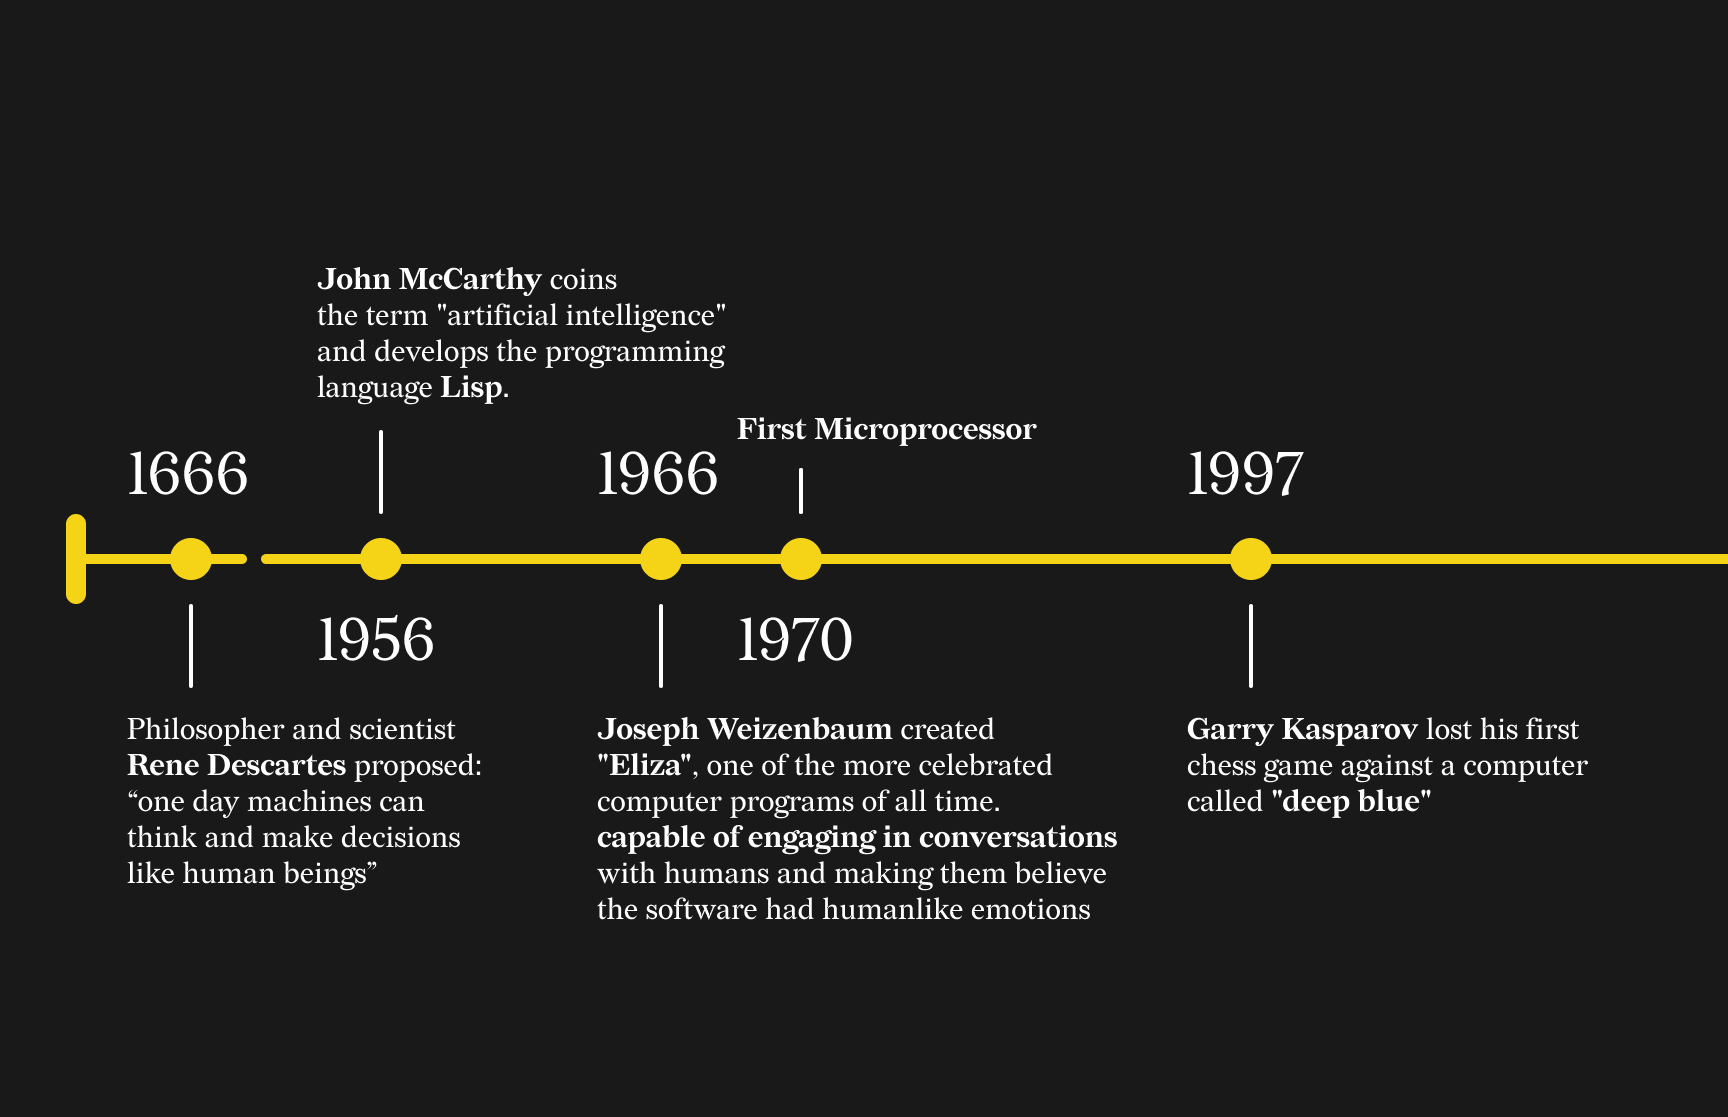 John McCarthy coins
the term "artificial intelligence"
and develops the programming
language Lisp.
First Microprocessor
1666
1966
1997
1956
1970
Philosopher and scientist
Rene Descartes proposed:
“one day machines can
think and make decisions
like human beings”
Joseph Weizenbaum created
"Eliza", one of the more celebrated
computer programs of all time.
capable of engaging in conversations
with humans and making them believe
the software had humanlike emotions
Garry Kasparov lost his first
chess game against a computer
called "deep blue"